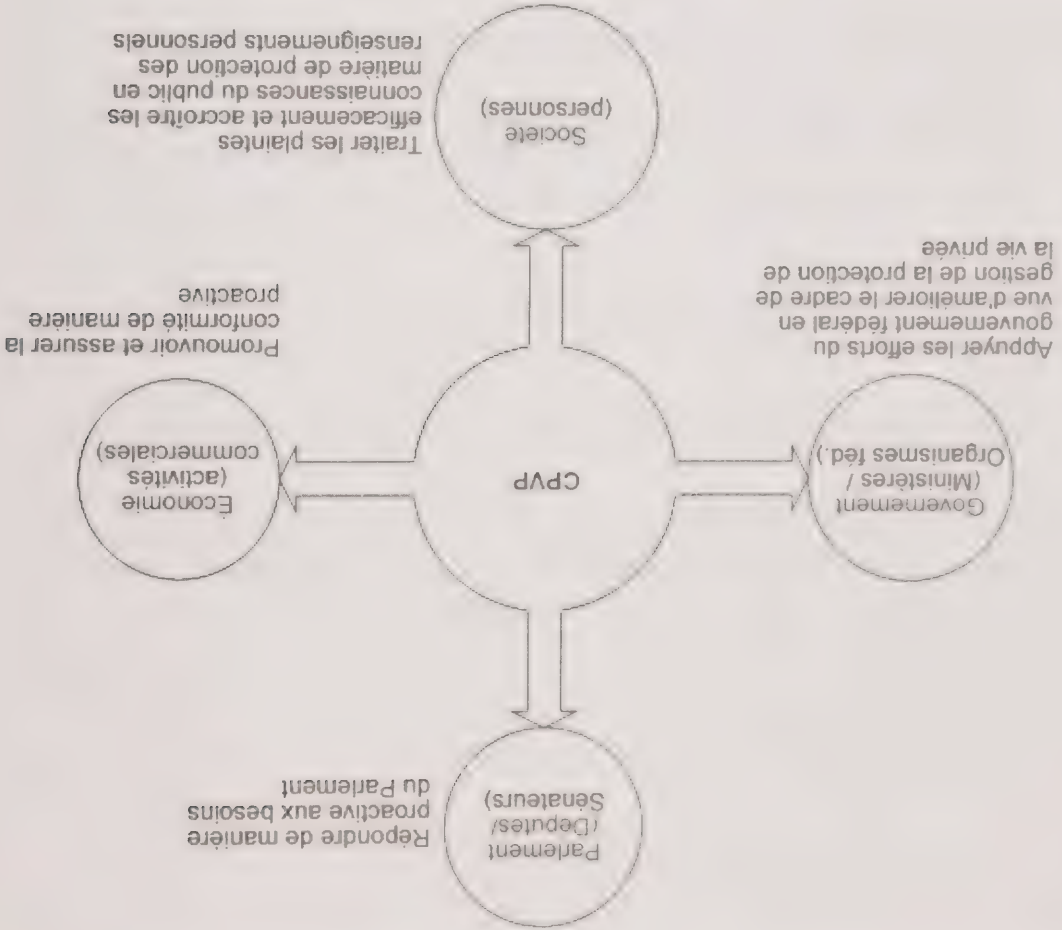 Parlement
(Députés/
Sénateurs)
Répondre de manière
proactive aux besoins
du Parlement
Governement
(Ministères /
Organismes féd.)
CPVP
Économie
(activités
commerciales)
Appuyer les efforts du
gouvernement fédéral en
vue d'améliorer le cadre de
gestion de la protection de
la vie privée
Promouvoir et assurer la
conformité de manière
proactive
Société
(personnes)
Traiter les plaintes
efficacement et accroître les
connaissances du public en
matière de protection des
renseignements personnels